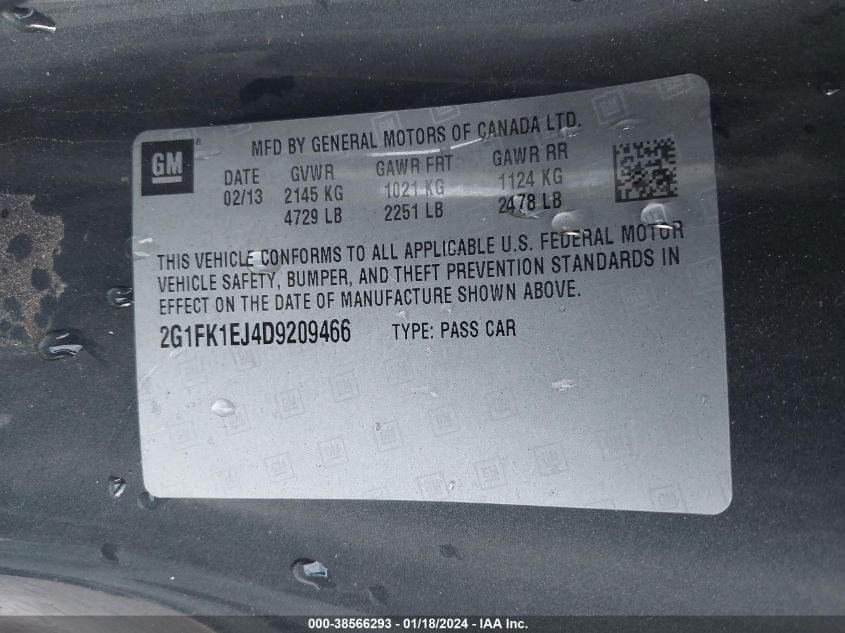 GM ®
MFD BY GENERAL MOTORS OF CANADA LTD.
DATE GVWR GAWR FRT GAWR RR
02/13 2145 KG 1021 KG 1124 KG
4729 LB 2251 LB 2478 LB
THIS VEHICLE CONFORMS TO ALL APPLICABLE U.S. FEDERAL MOTOR
VEHICLE SAFETY, BUMPER, AND THEFT PREVENTION STANDARDS IN
EFFECT ON THE DATE OF MANUFACTURE SHOWN ABOVE.
2G1FK1EJ4D9209466 TYPE: PASS CAR
000-38566293 - 01/18/2024 - IAA Inc.